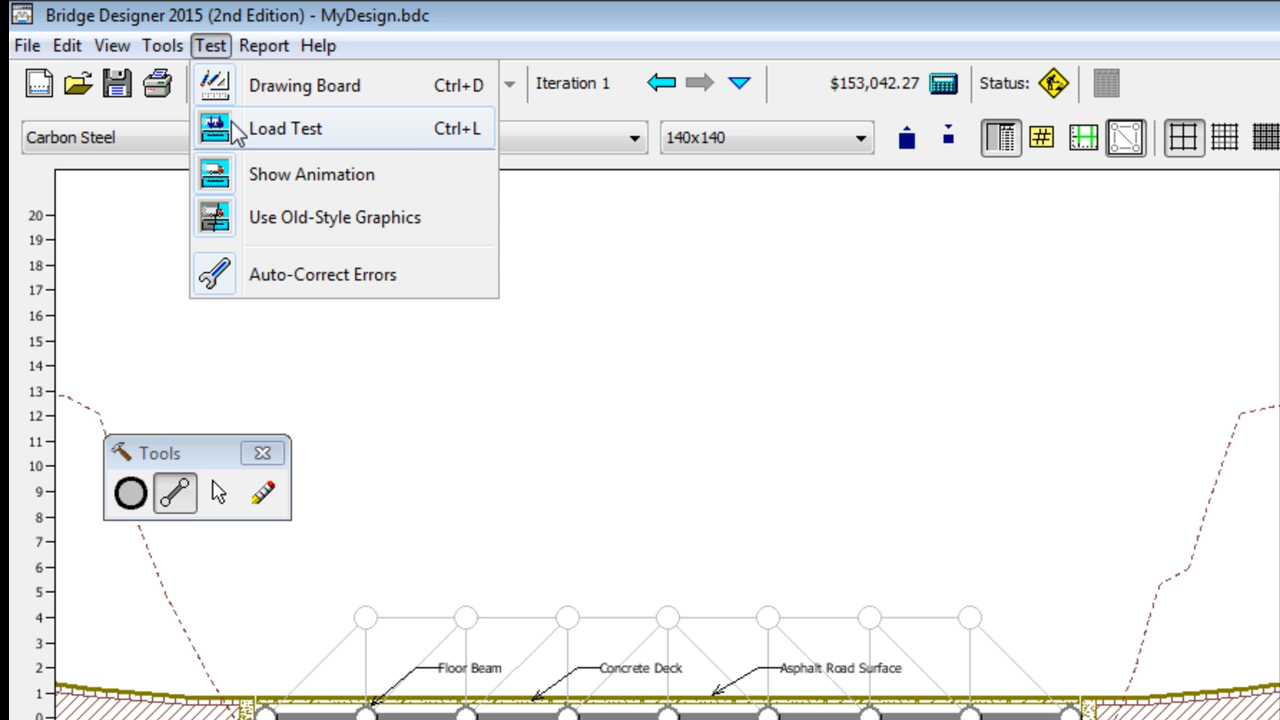 Bridge Designer 2015 (2nd Edition) - MyDesign.bdc
File Edit View Tools Test Report Help
Drawing Board Ctrl+D
Iteration 1
$153,042.27
Status:
Carbon Steel
Load Test Ctrl+L
140x140
Show Animation
Use Old-Style Graphics
Auto-Correct Errors
20
19
18
17
16
15
14
13
12
11
10
9
8
7
6
5
4
3
2
1
0
Tools
Floor Beam
Concrete Deck
Asphalt Road Surface